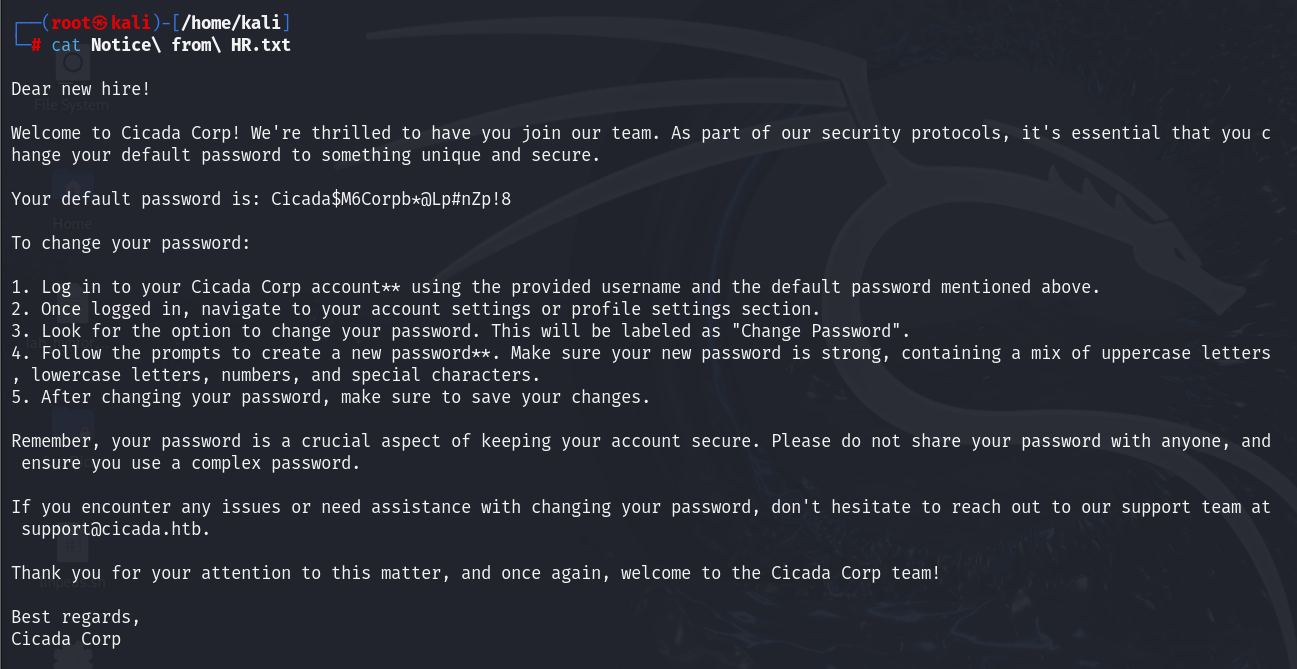 ┌──(root㉿kali)-[/home/kali]
└─# cat Notice\ from\ HR.txt
Dear new hire!
File System
Welcome to Cicada Corp! We're thrilled to have you join our team. As part of our security protocols, it's essential that you c
hange your default password to something unique and secure.
Your default password is: Cicada$M6Corpb*@Lp#nZp!8
Home
To change your password:
1. Log in to your Cicada Corp account** using the provided username and the default password mentioned above.
2. Once logged in, navigate to your account settings or profile settings section.
3. Look for the option to change your password. This will be labeled as "Change Password".
4. Follow the prompts to create a new password**. Make sure your new password is strong, containing a mix of uppercase letters
, lowercase letters, numbers, and special characters.
5. After changing your password, make sure to save your changes.
Remember, your password is a crucial aspect of keeping your account secure. Please do not share your password with anyone, and
 ensure you use a complex password.
If you encounter any issues or need assistance with changing your password, don't hesitate to reach out to our support team at
 support@cicada.htb.
Thank you for your attention to this matter, and once again, welcome to the Cicada Corp team!
Best regards,
Cicada Corp